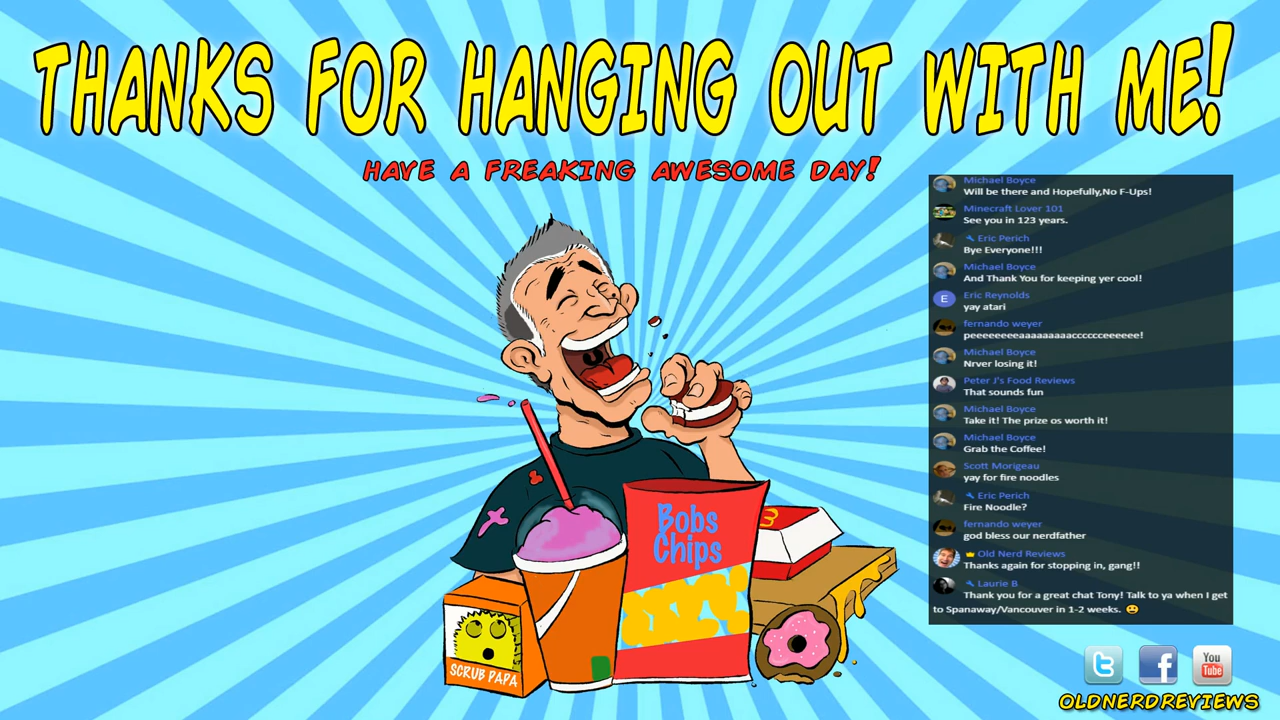 THANKS FOR HANGING OUT WITH ME!
HAVE A FREAKING AWESOME DAY!
Michael Boyce
Will be there and Hopefully,No F-Ups!
Minecraft Lover 101
See you in 123 years.
Eric Perich
Bye Everyone!!!
Michael Boyce
And Thank You for keeping yer cool!
E
Eric Reynolds
yay atari
fernando weyer
peeeeeeeaaaaaaaaacccccceeeeee!
Michael Boyce
Nrver losing it!
Peter J's Food Reviews
That sounds fun
Michael Boyce
Take it! The prize os worth it!
Michael Boyce
Grab the Coffee!
Scott Morigeau
yay for fire noodles
Eric Perich
Fire Noodle?
fernando weyer
god bless our nerdfather
Old Nerd Reviews
Thanks again for stopping in, gang!!
Laurie B
Thank you for a great chat Tony! Talk to ya when I get
to Spanaway/Vancouver in 1-2 weeks. 😀
Bobs
Chips
SCRUB PAPA
You
Tube
OLDNERDREVIEWS